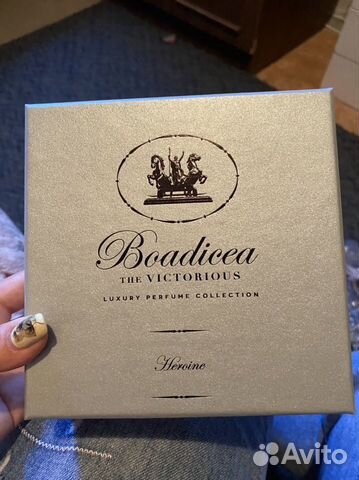 Boadicea
THE VICTORIOUS
LUXURY PERFUME COLLECTION
Heroine
Avito